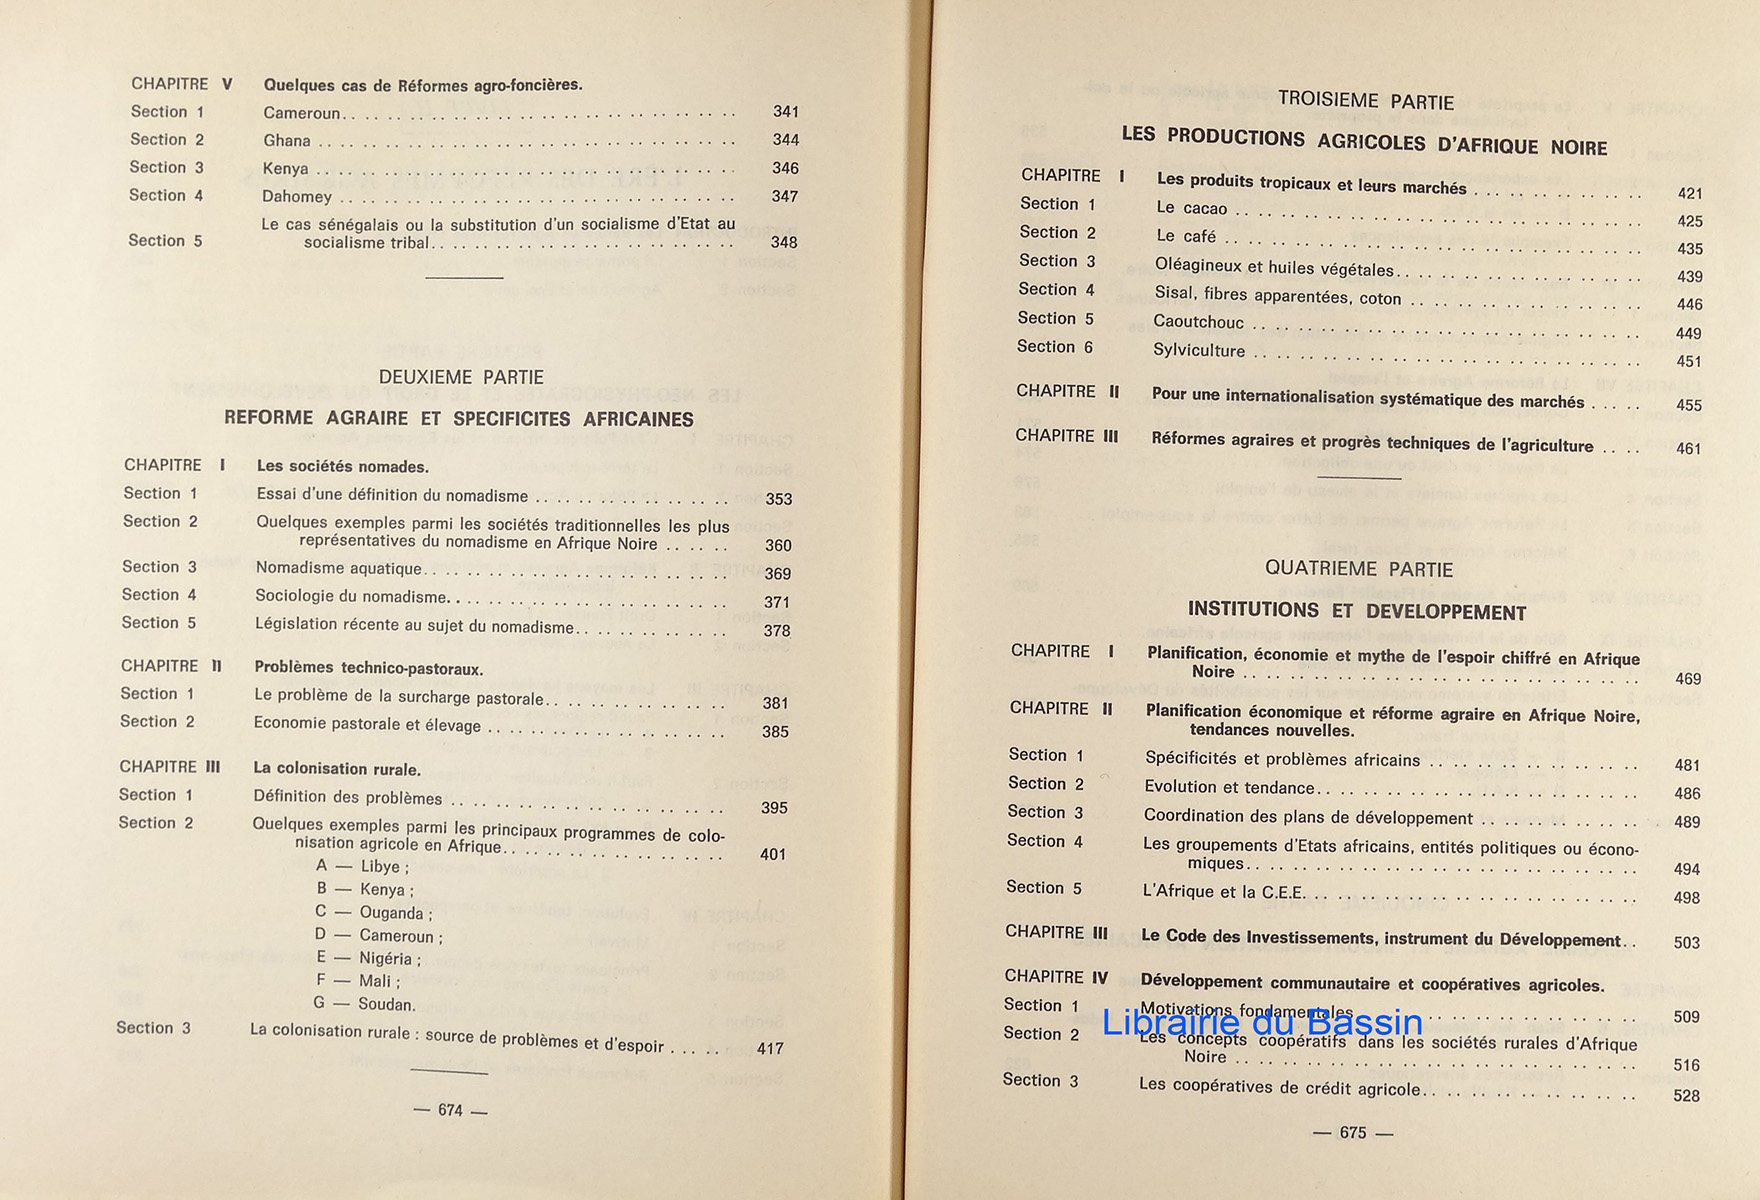 CHAPITRE V Quelques cas de Réformes agro-foncières.
Section 1 Cameroun 341
Section 2 Ghana 344
Section 3 Kenya 346
Section 4 Dahomey 347
Le cas sénégalais ou la substitution d'un socialisme d'Etat au
Section 5 socialisme tribal 348
DEUXIEME PARTIE
REFORME AGRAIRE ET SPECIFICITES AFRICAINES
CHAPITRE I Les sociétés nomades.
Section 1 Essai d'une définition du nomadisme 353
Section 2 Quelques exemples parmi les sociétés traditionnelles les plus
représentatives du nomadisme en Afrique Noire 360
Section 3 Nomadisme aquatique 369
Section 4 Sociologie du nomadisme 371
Section 5 Législation récente au sujet du nomadisme 378
CHAPITRE II Problèmes technico-pastoraux.
Section 1 Le problème de la surcharge pastorale 381
Section 2 Economie pastorale et élevage 385
CHAPITRE III La colonisation rurale.
Section 1 Définition des problèmes 395
Section 2 Quelques exemples parmi les principaux programmes de colo-
nisation agricole en Afrique 401
A — Libye ;
B — Kenya ;
C — Ouganda ;
D — Cameroun ;
E — Nigéria ;
F — Mali ;
G — Soudan.
Section 3 La colonisation rurale : source de problèmes et d'espoir 417
— 674 —
TROISIEME PARTIE
LES PRODUCTIONS AGRICOLES D'AFRIQUE NOIRE
CHAPITRE I Les produits tropicaux et leurs marchés 421
Section 1 Le cacao 425
Section 2 Le café 435
Section 3 Oléagineux et huiles végétales 439
Section 4 Sisal, fibres apparentées, coton 446
Section 5 Caoutchouc 449
Section 6 Sylviculture 451
CHAPITRE II Pour une internationalisation systématique des marchés 455
CHAPITRE III Réformes agraires et progrès techniques de l'agriculture 461
QUATRIEME PARTIE
INSTITUTIONS ET DEVELOPPEMENT
CHAPITRE I Planification, économie et mythe de l'espoir chiffré en Afrique
Noire 469
CHAPITRE II Planification économique et réforme agraire en Afrique Noire,
tendances nouvelles.
Section 1 Spécificités et problèmes africains 481
Section 2 Evolution et tendance 486
Section 3 Coordination des plans de développement 489
Section 4 Les groupements d'Etats africains, entités politiques ou écono-
miques 494
Section 5 L'Afrique et la C.E.E. 498
CHAPITRE III Le Code des Investissements, instrument du Développement 503
CHAPITRE IV Développement communautaire et coopératives agricoles.
Section 1 Motivations fondamentales 509
Librairie du Bassin
Section 2 Les concepts coopératifs dans les sociétés rurales d'Afrique
Noire 516
Section 3 Les coopératives de crédit agricole 528
— 675 —